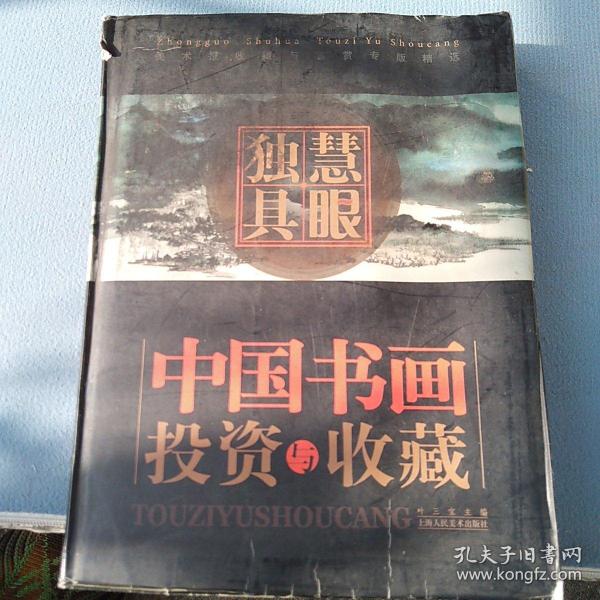 Zhongguo Shuhua Touzi Yu Shoucang
独慧
具眼
中国书画
投资与收藏
TOUZIYUSHOUCANG
叶三宝主编
上海人民美术出版社
孔夫子旧书网
www.kongfz.com